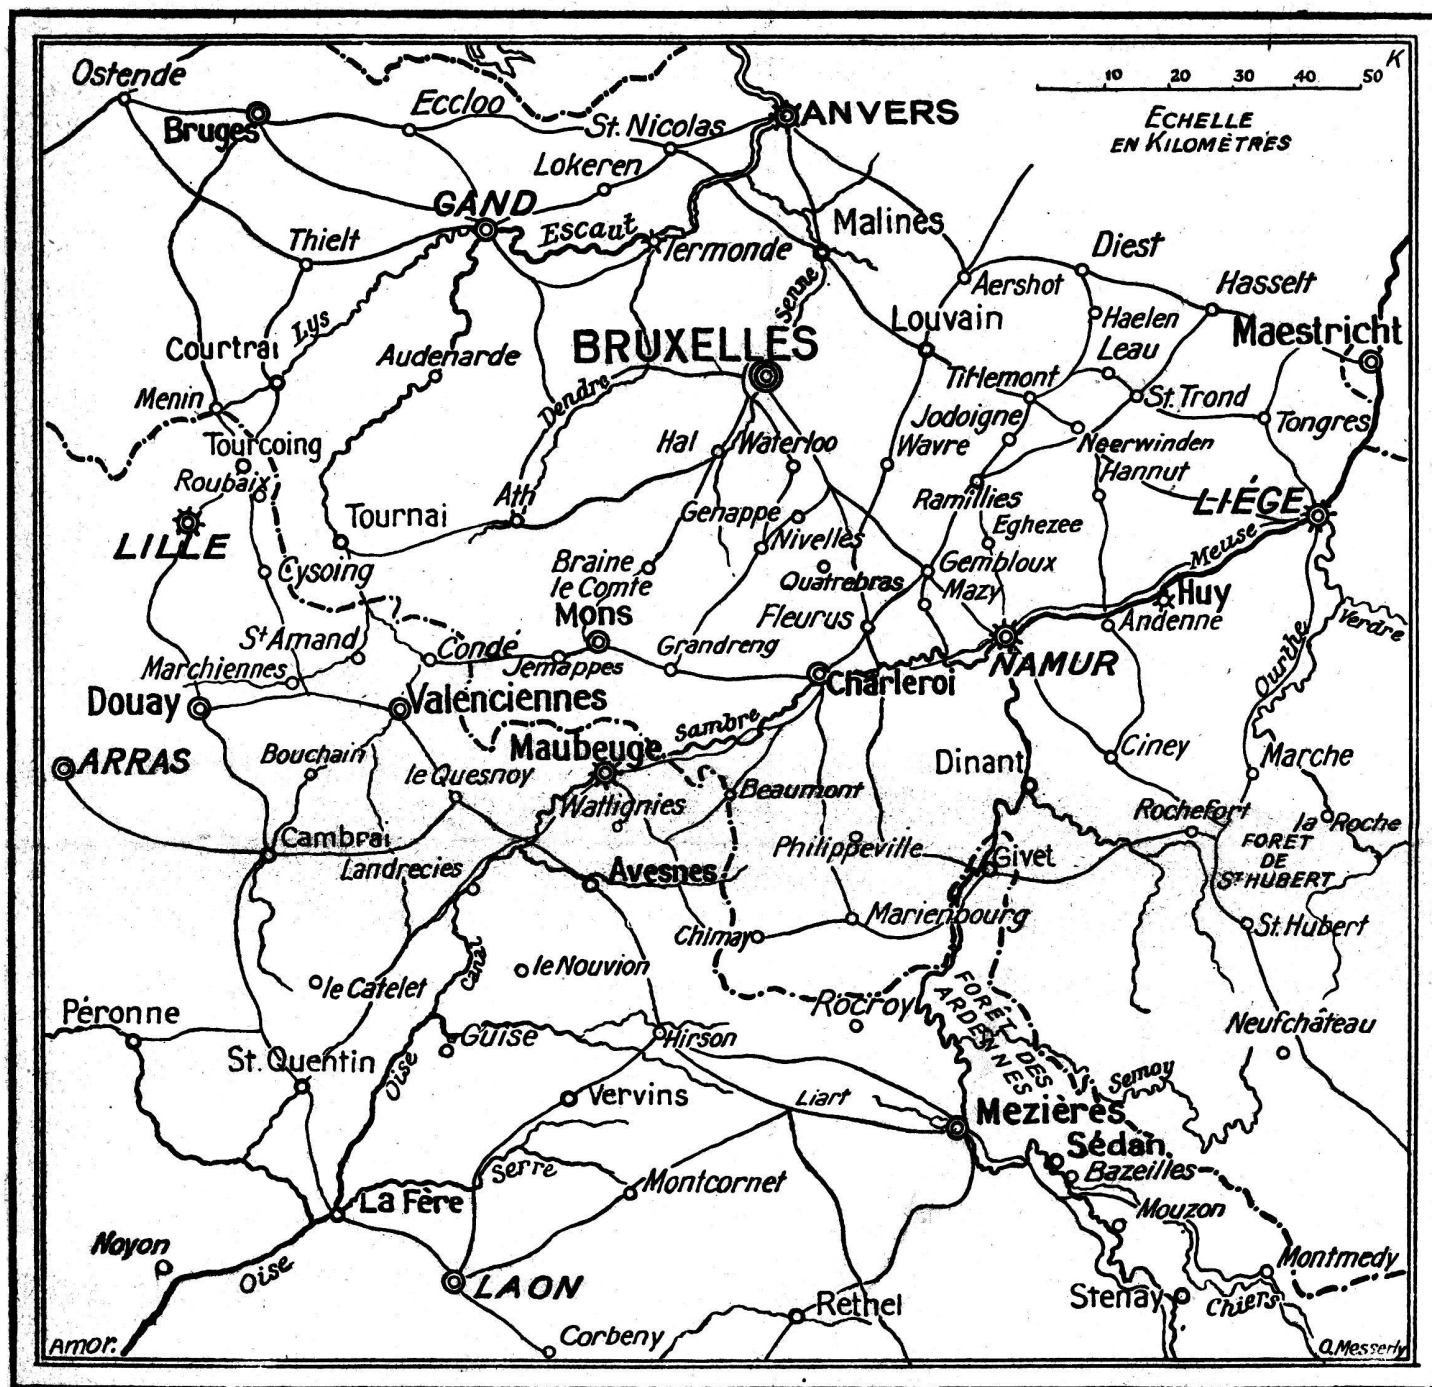 K
10 20 30 40 50
ECHELLE
EN KILOMÈTRES
Ostende
Bruges
Eccloo
St. Nicolas
ANVERS
Lokeren
GAND
Escaut
Termonde
Malines
Thielt
Senne
Aershot
Diest
Hasselt
Lys
Courtrai
Audenarde
BRUXELLES
Louvain
Haelen
Leau
Maestricht
Menin
Dendre
Tirlemont
St. Trond
Tongres
Tourcoing
Roubaix
LILLE
Hal
Waterloo
Jodoigne
Wavre
Neerwinden
Hannut
Tournai
Ath
Genappe
Nivelles
Ramillies
Eghezee
LIÉGE
Meuse
Cysoing
Braine
le Comte
Quatrebras
Gembloux
Mazy
Huy
Andenne
Verdre
St Amand
Marchiennes
Condé
Mons
Jemappes
Grandreng
Fleurus
Charleroi
NAMUR
Ourthe
Douay
Valenciennes
Sambre
ARRAS
Bouchain
le Quesnoy
Maubeuge
Wattignies
Beaumont
Dinant
Ciney
Marche
Rochefort
la Roche
Cambrai
Landrecies
Avesnes
Philippeville
Givet
FORÊT
DE
ST HUBERT
Chimay
Marienbourg
St. Hubert
Canal
le Catelet
le Nouvion
Rocroy
FORÊT DES
ARDENNES
Péronne
St. Quentin
Oise
Guise
Hirson
Neufchâteau
Vervins
Liart
Semoy
Mezières
Sédan.
Bazeilles
La Fère
Serre
Montcornet
Mouzon
Noyon
Oise
LAON
Montmedy
Rethel
Stenay
Chiers
Corbeny
Amor.
O. Messerly